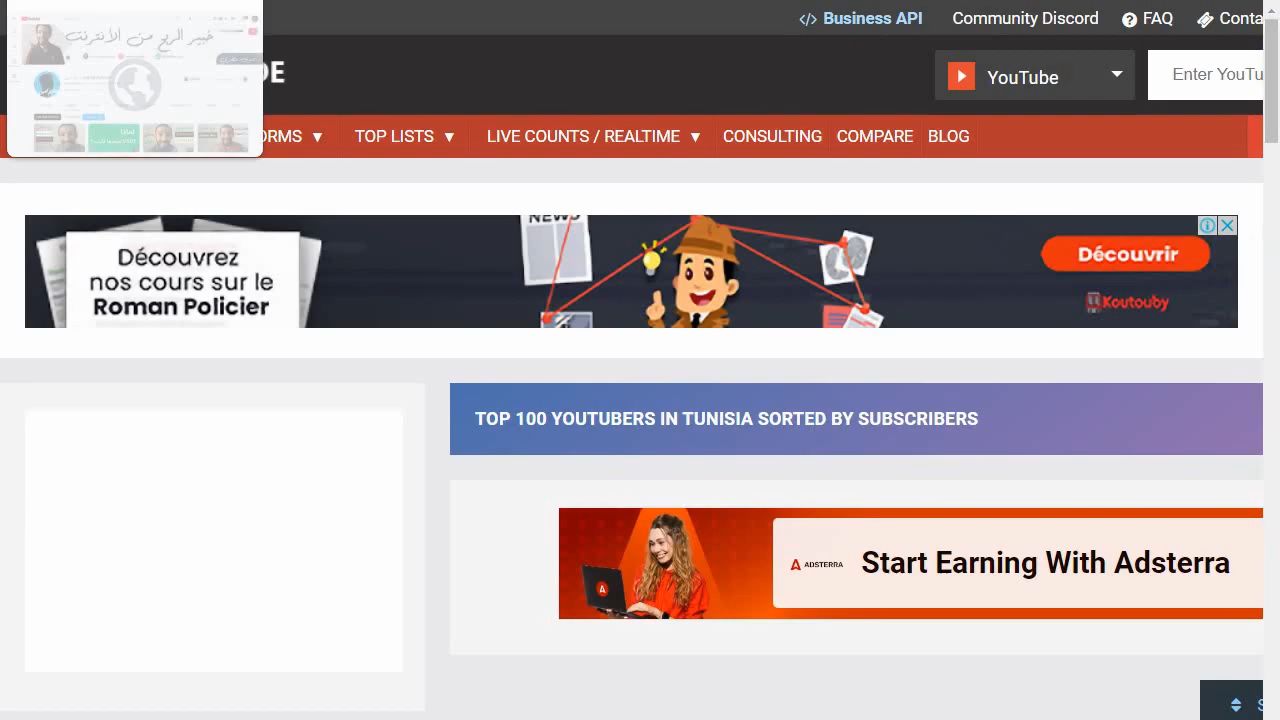 Business API
Community Discord
FAQ
Conta
خبير الربح من الأنترنت
DE
YouTube
Enter YouTu
ORMS ▼
TOP LISTS ▼
LIVE COUNTS / REALTIME ▼
CONSULTING
COMPARE
BLOG
Découvrez
nos cours sur le
Roman Policier
NEWS
Découvrir
Koutouby
TOP 100 YOUTUBERS IN TUNISIA SORTED BY SUBSCRIBERS
ADSTERRA
Start Earning With Adsterra